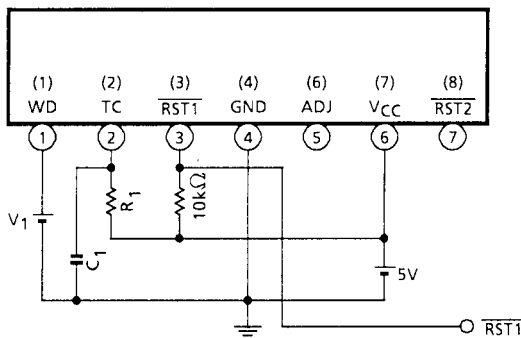 (1) (2) (3) (4) (6) (7) (8)
WD TC RST1 GND ADJ VCC RST2
1 2 3 4 5 6 7
V1 C1 R1 10kΩ 5V
RST1